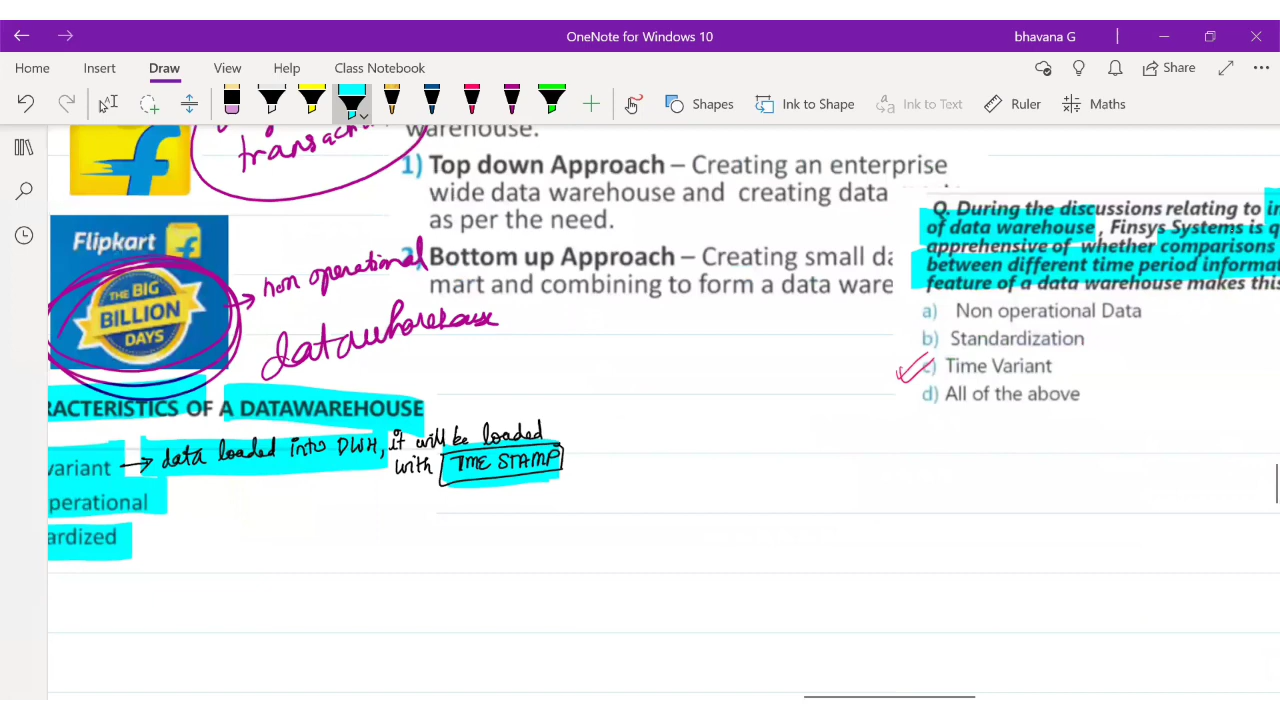 OneNote for Windows 10
bhavana G
Home Insert Draw View Help Class Notebook
Share
Shapes
Ink to Shape
Ink to Text
Ruler
Maths
transac
warehouse.
1) Top down Approach – Creating an enterprise
wide data warehouse and creating data
as per the need.
Bottom up Approach – Creating small da
mart and combining to form a data ware
Flipkart
THE BIG
BILLION
DAYS
non operational
datawhorehouse
RACTERISTICS OF A DATAWAREHOUSE
variant → data loaded into DWH, it will be loaded
with TIME STAMP
perational
ardized
Q. During the discussions relating to in
of data warehouse , Finsys Systems is q
apprehensive of whether comparisons
between different time period informat
feature of a data warehouse makes this
a) Non operational Data
b) Standardization
c) Time Variant
d) All of the above